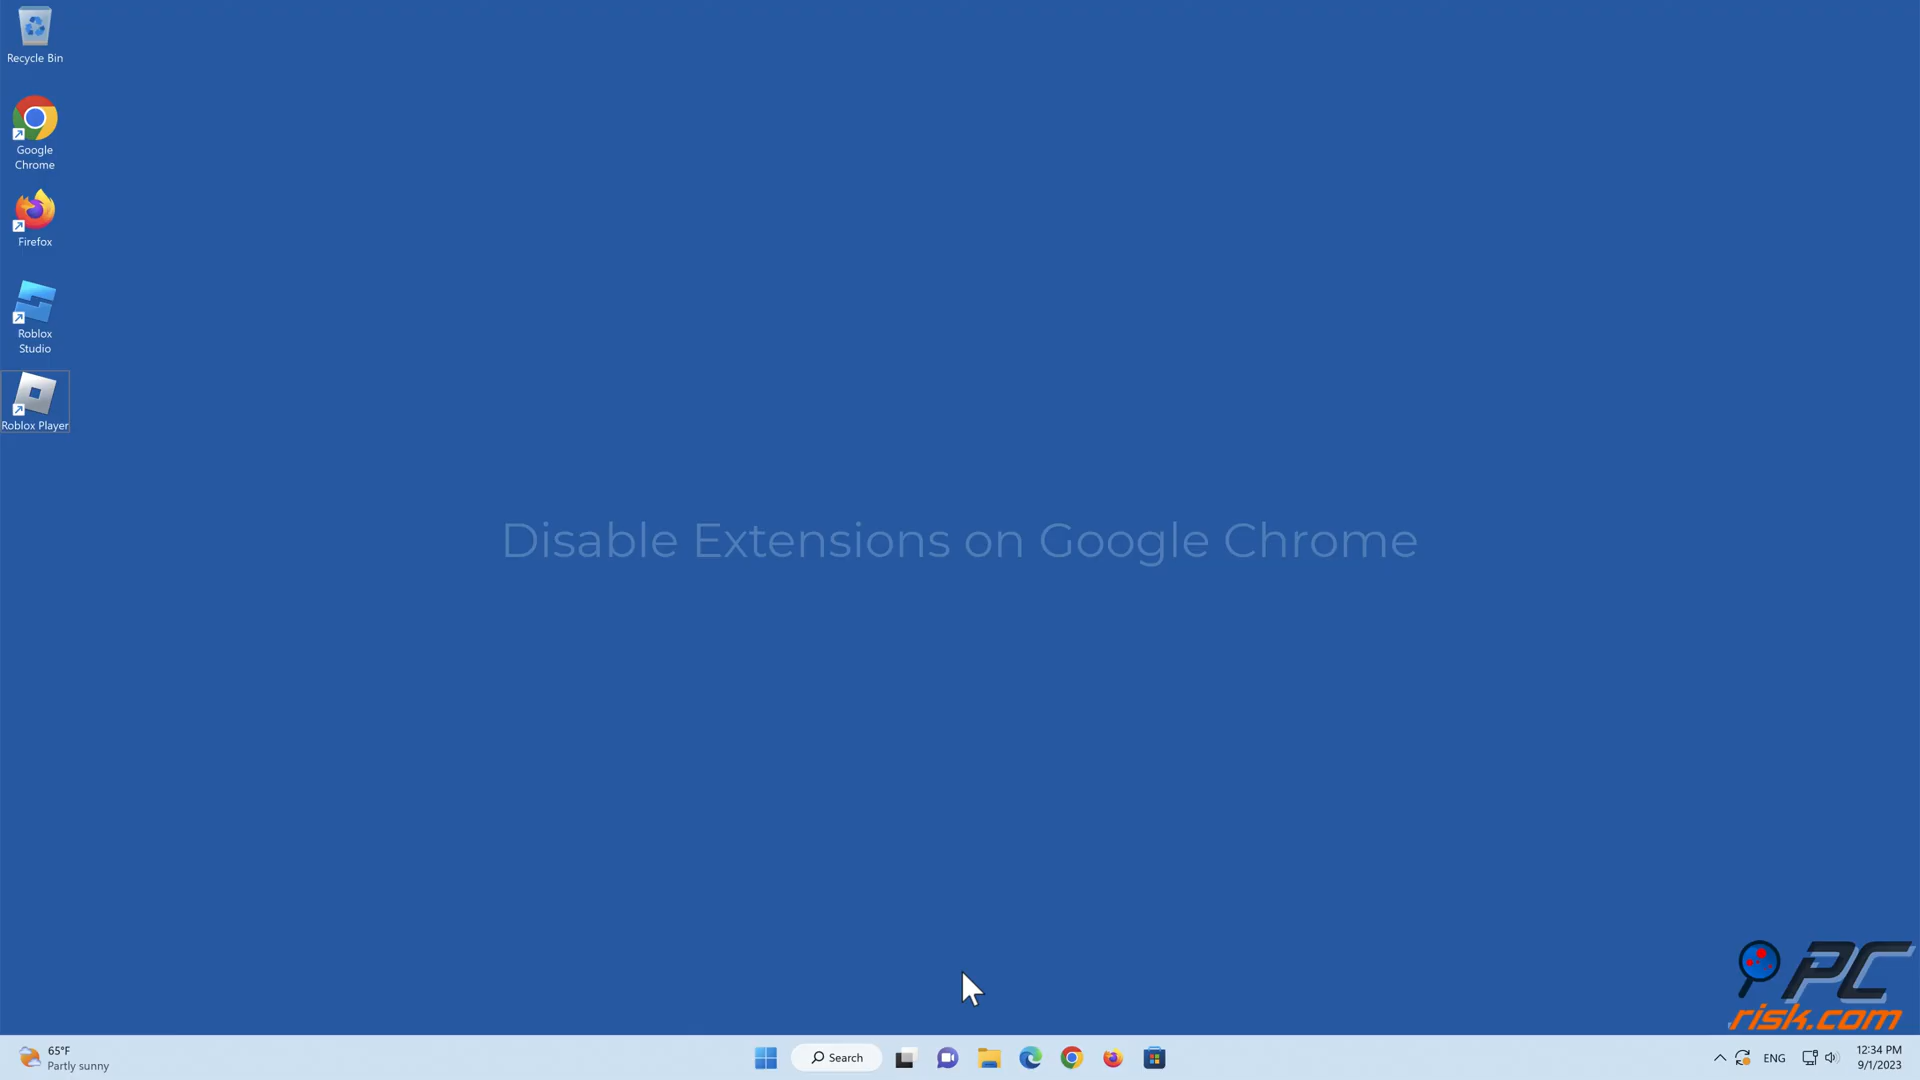 Recycle Bin
Google
Chrome
Firefox
Roblox
Studio
Roblox Player
Disable Extensions on Google Chrome
PC
risk.com
65°F
Partly sunny
Search
ENG
12:34 PM
9/1/2023